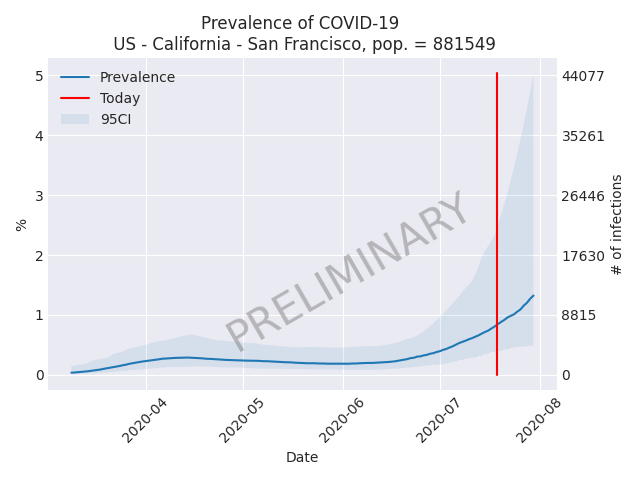 Prevalence of COVID-19
US - California - San Francisco, pop. = 881549
Prevalence
Today
95CI
5
4
3
2
1
0
%
44077
35261
26446
17630
8815
0
# of infections
PRELIMINARY
2020-04
2020-05
2020-06
2020-07
2020-08
Date